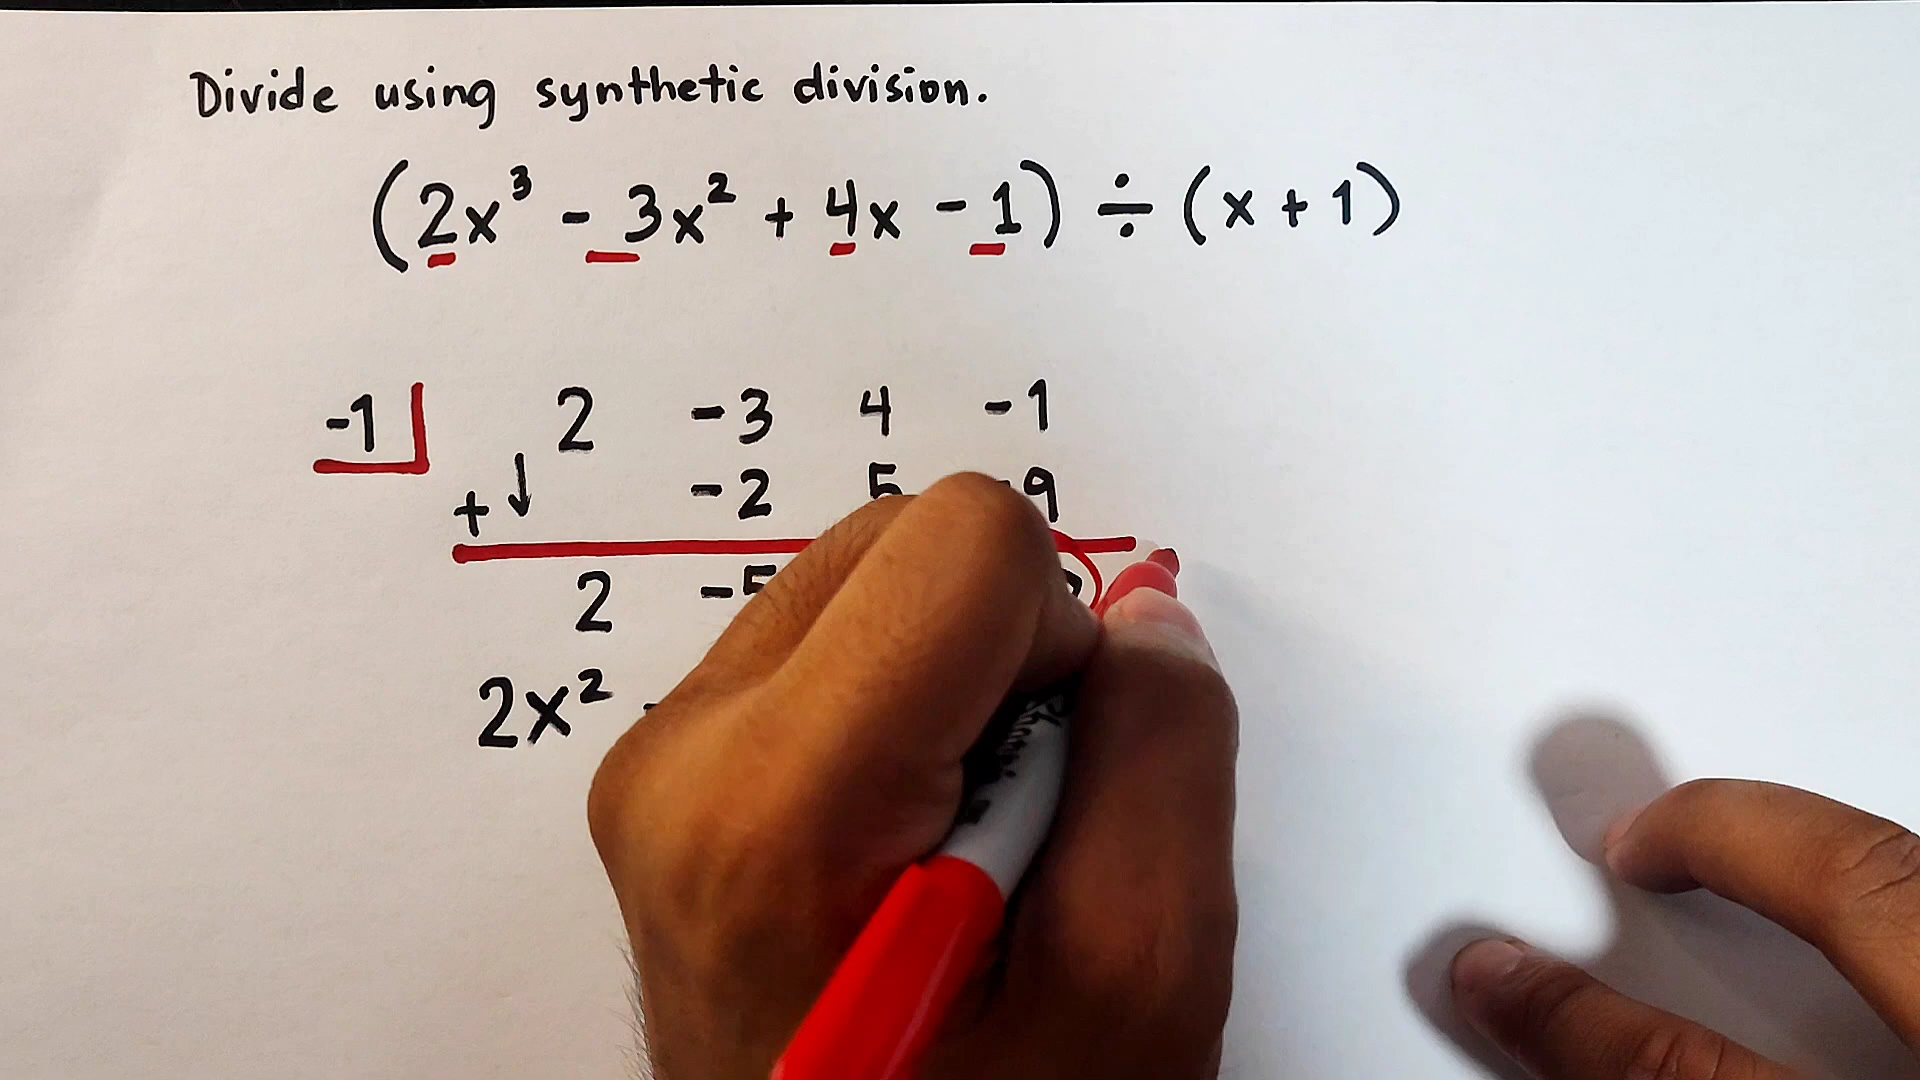 Divide using synthetic division.
(2x³ - 3x² + 4x - 1) ÷ (x + 1)
-1 2 -3 4 -1
+ ↓ -2 5 -9
2 -5
2x² -
Sharpie